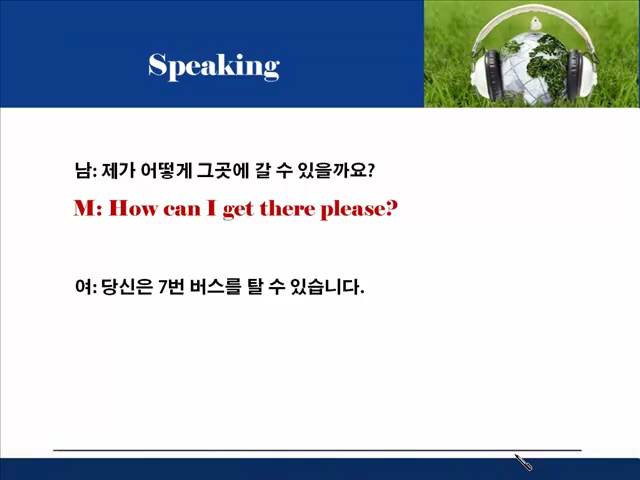 Speaking
남: 제가 어떻게 그곳에 갈 수 있을까요?
M: How can I get there please?
여: 당신은 7번 버스를 탈 수 있습니다.